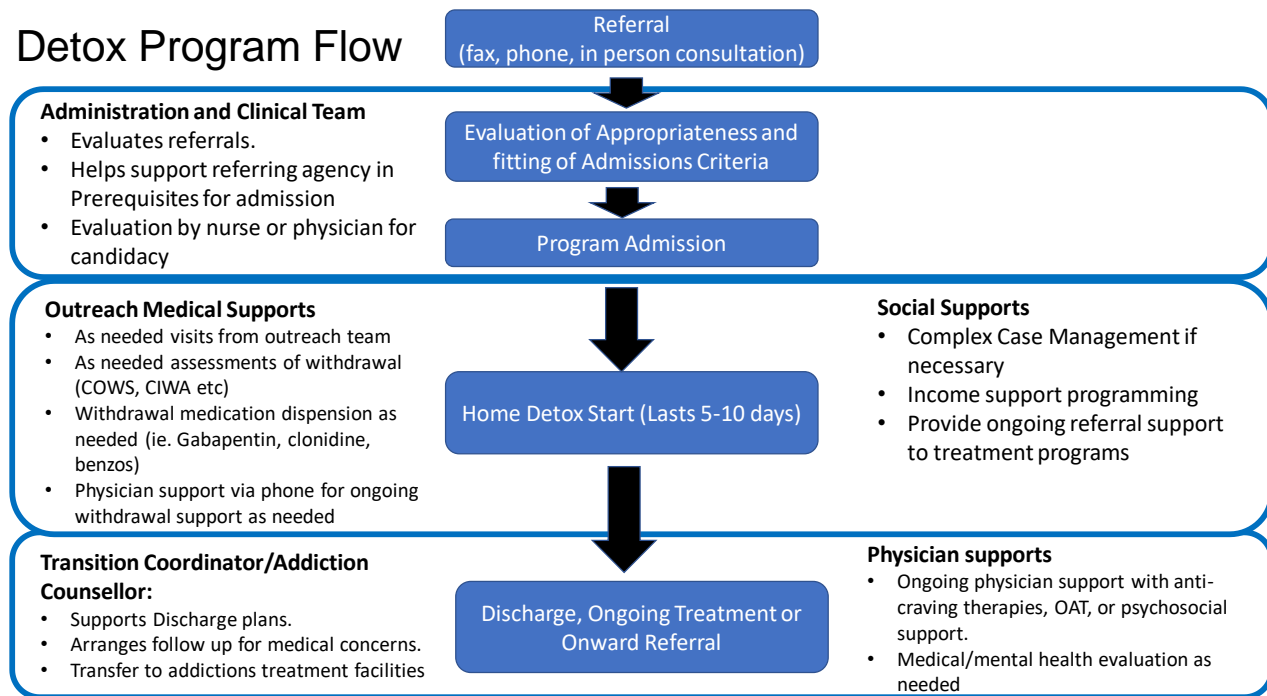 Detox Program Flow
Referral
(fax, phone, in person consultation)
Administration and Clinical Team
• Evaluates referrals.
• Helps support referring agency in
Prerequisites for admission
• Evaluation by nurse or physician for
candidacy
Evaluation of Appropriateness and
fitting of Admissions Criteria
Program Admission
Outreach Medical Supports
• As needed visits from outreach team
• As needed assessments of withdrawal
(COWS, CIWA etc)
• Withdrawal medication dispension as
needed (ie. Gabapentin, clonidine,
benzos)
• Physician support via phone for ongoing
withdrawal support as needed
Home Detox Start (Lasts 5-10 days)
Social Supports
• Complex Case Management if
necessary
• Income support programming
• Provide ongoing referral support
to treatment programs
Transition Coordinator/Addiction
Counsellor:
• Supports Discharge plans.
• Arranges follow up for medical concerns.
• Transfer to addictions treatment facilities
Discharge, Ongoing Treatment or
Onward Referral
Physician supports
• Ongoing physician support with anti-
craving therapies, OAT, or psychosocial
support.
• Medical/mental health evaluation as
needed